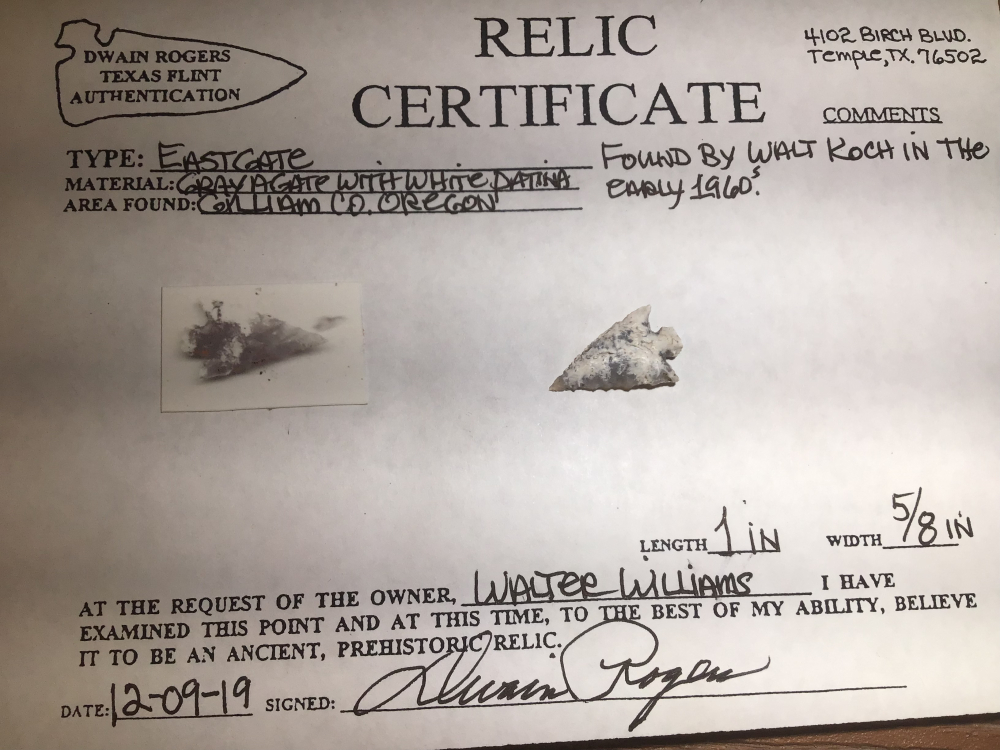 DWAIN ROGERS
TEXAS FLINT
AUTHENTICATION
RELIC
CERTIFICATE
4102 BIRCH BLVD.
Temple, TX. 76502
COMMENTS
TYPE: EASTGATE
MATERIAL: GRAY AGATE WITH WHITE PATINA
AREA FOUND: GILLIAM CO. OREGON
FOUND BY WALT KOCH IN THE
EARLY 1960's.
LENGTH 1 IN WIDTH 5/8 IN
AT THE REQUEST OF THE OWNER, WALTER WILLIAMS I HAVE
EXAMINED THIS POINT AND AT THIS TIME, TO THE BEST OF MY ABILITY, BELIEVE
IT TO BE AN ANCIENT, PREHISTORIC RELIC.
DATE: 12-09-19 SIGNED: Dwain Rogers